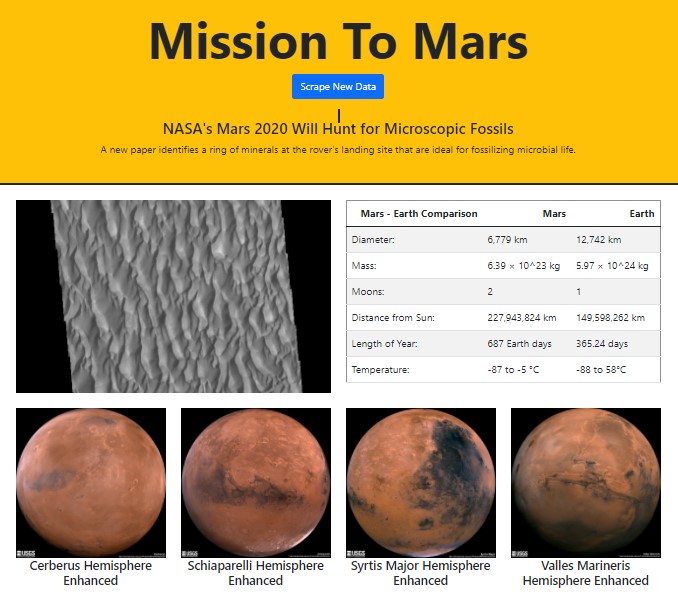 Mission To Mars
Scrape New Data
NASA's Mars 2020 Will Hunt for Microscopic Fossils
A new paper identifies a ring of minerals at the rover's landing site that are ideal for fossilizing microbial life.
Mars - Earth Comparison Mars Earth
Diameter: 6,779 km 12,742 km
Mass: 6.39 × 10^23 kg 5.97 × 10^24 kg
Moons: 2 1
Distance from Sun: 227,943,824 km 149,598,262 km
Length of Year: 687 Earth days 365.24 days
Temperature: -87 to -5 °C -88 to 58°C
USGS
USGS
USGS
USGS
Cerberus Hemisphere
Enhanced
Schiaparelli Hemisphere
Enhanced
Syrtis Major Hemisphere
Enhanced
Valles Marineris
Hemisphere Enhanced